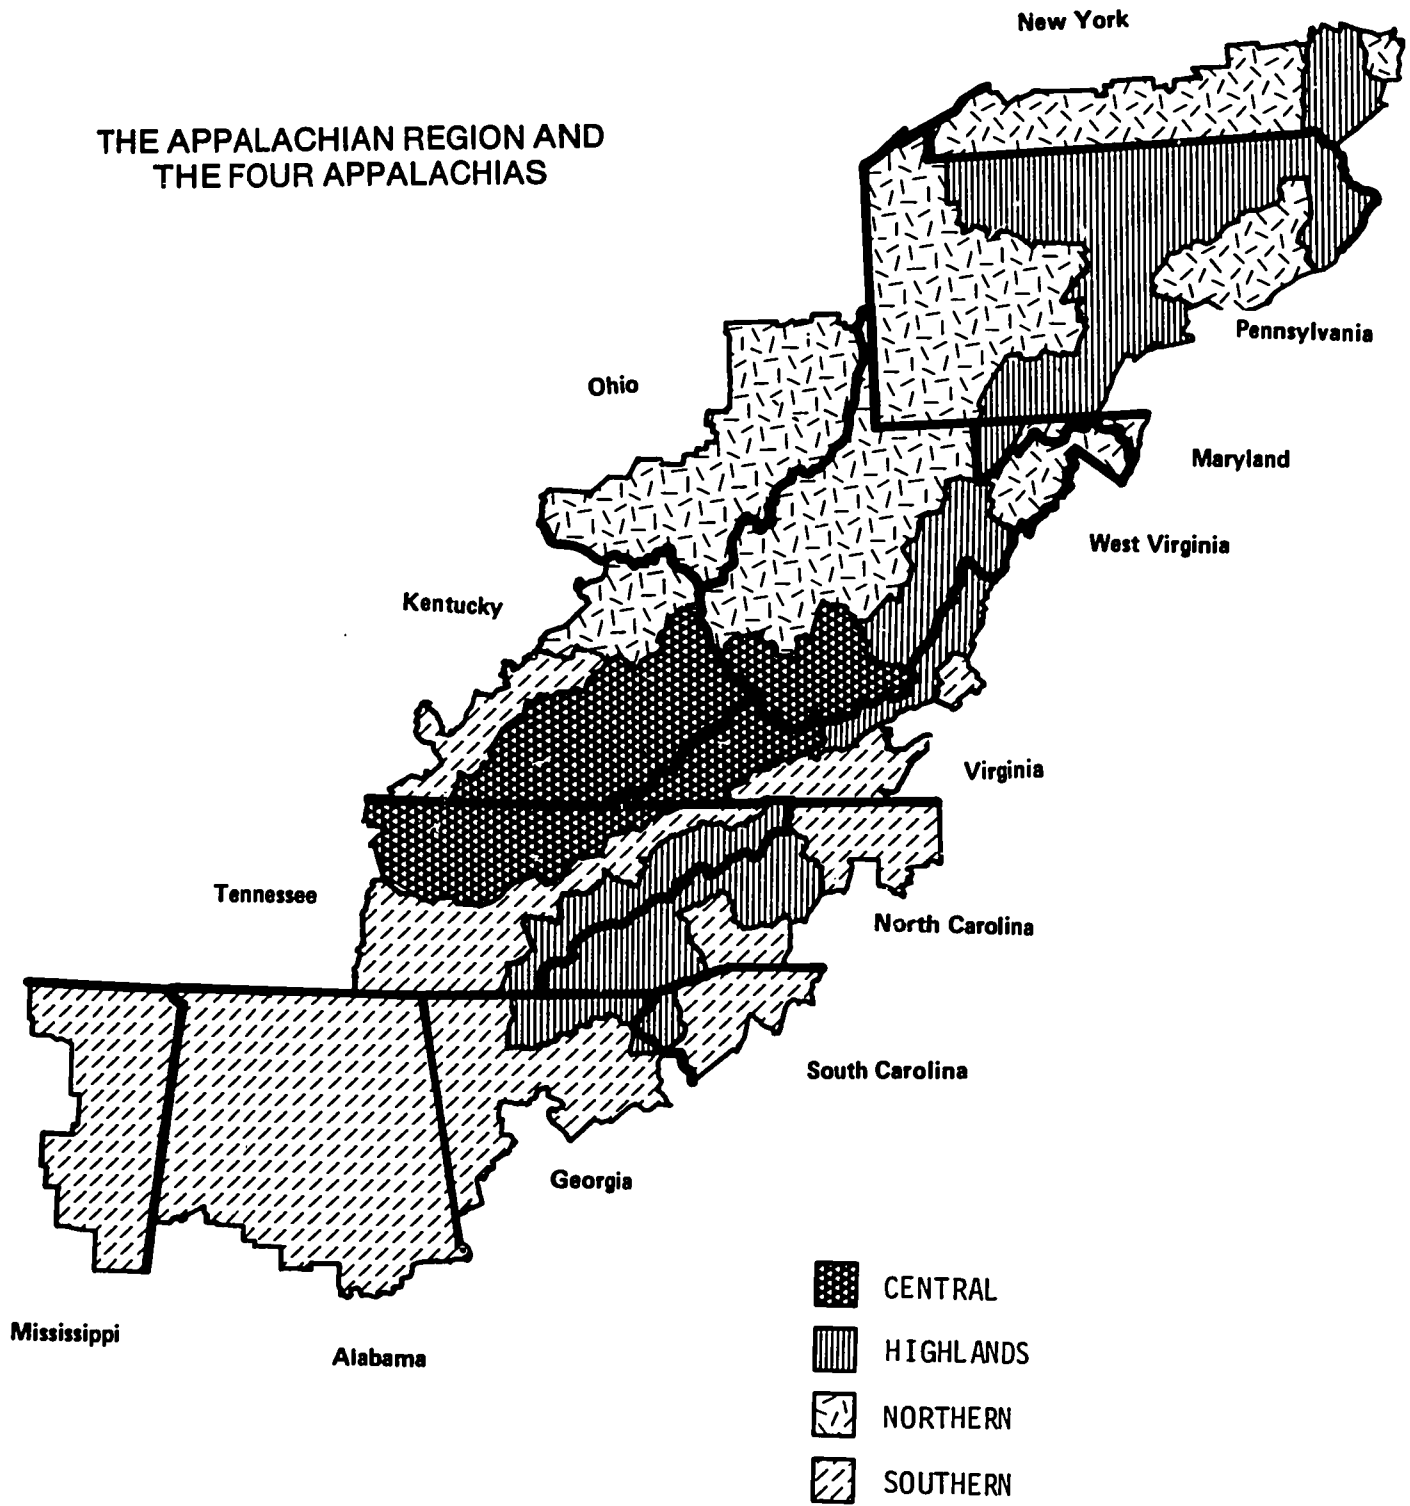 New York
THE APPALACHIAN REGION AND
THE FOUR APPALACHIAS
Pennsylvania
Ohio
Maryland
West Virginia
Kentucky
Virginia
Tennessee
North Carolina
South Carolina
Georgia
Mississippi
Alabama
CENTRAL
HIGHLANDS
NORTHERN
SOUTHERN